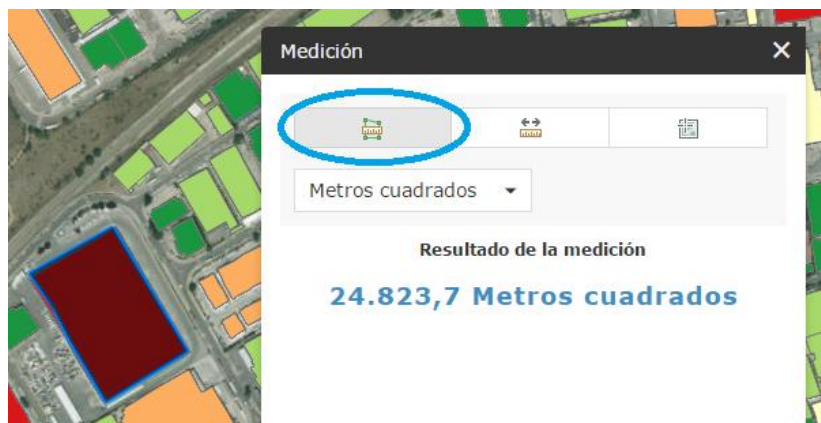 Medición
Metros cuadrados
Resultado de la medición
24.823,7 Metros cuadrados